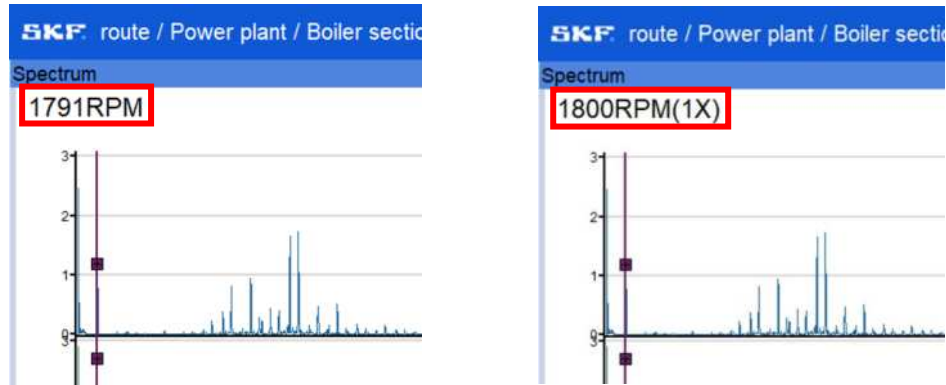 SKF. route / Power plant / Boiler sectio
Spectrum
1791RPM
3
2
1
0
3
SKF. route / Power plant / Boiler sectio
Spectrum
1800RPM(1X)
3
2
1
0
3